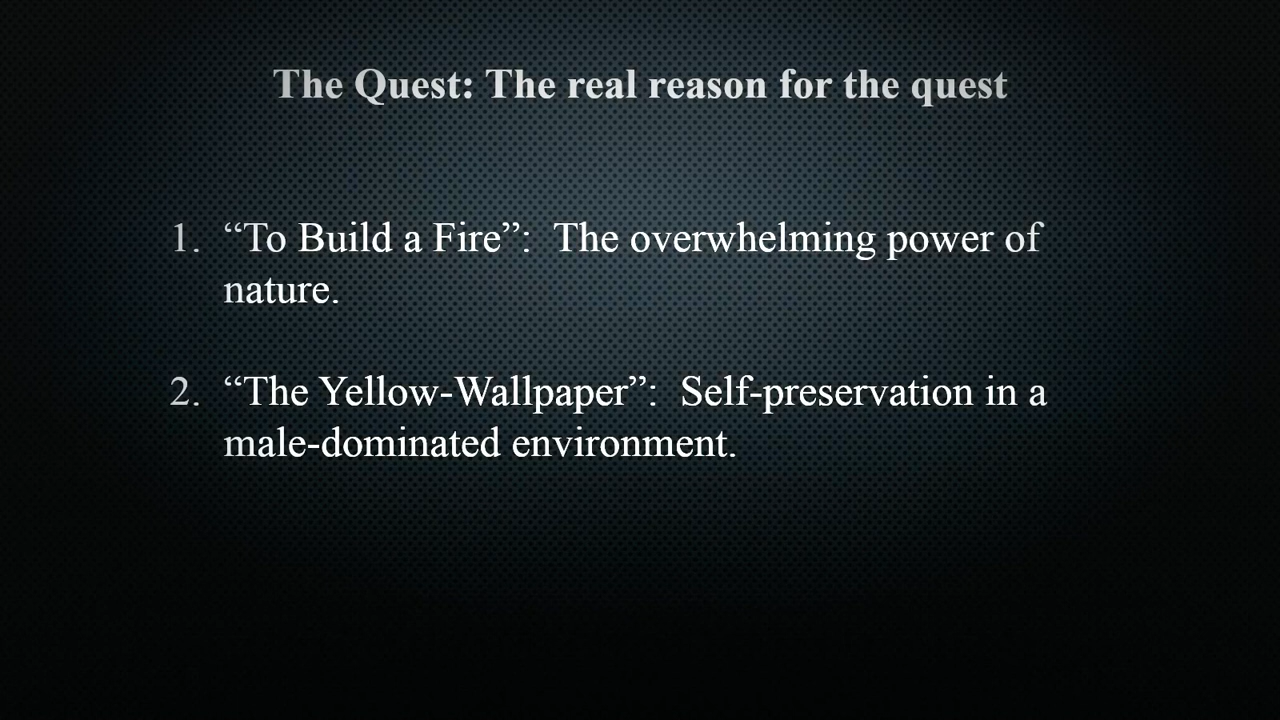 The Quest: The real reason for the quest
1. “To Build a Fire”: The overwhelming power of
nature.
2. “The Yellow-Wallpaper”: Self-preservation in a
male-dominated environment.